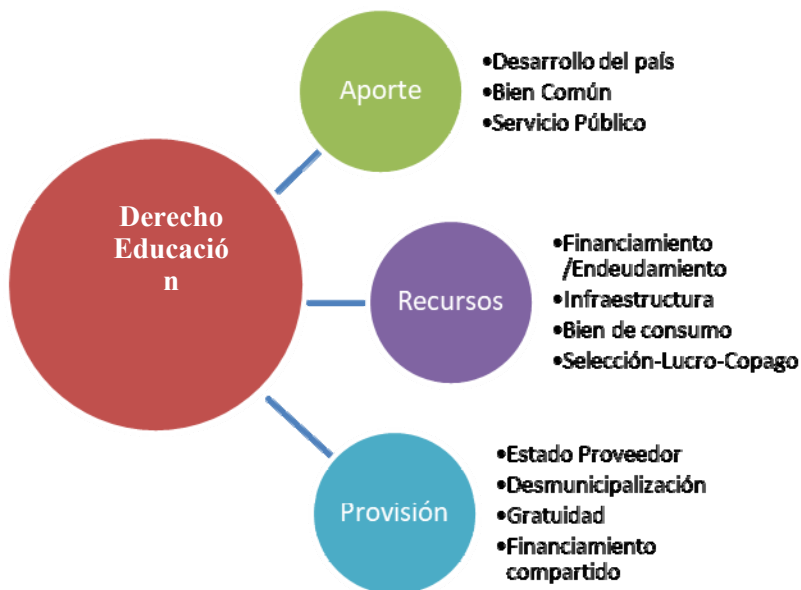 Derecho
Educació
n
Aporte
•Desarrollo del país
•Bien Común
•Servicio Público
Recursos
•Financiamiento
/Endeudamiento
•Infraestructura
•Bien de consumo
•Selección-Lucro-Copago
Provisión
•Estado Proveedor
•Desmunicipalización
•Gratuidad
•Financiamiento
compartido